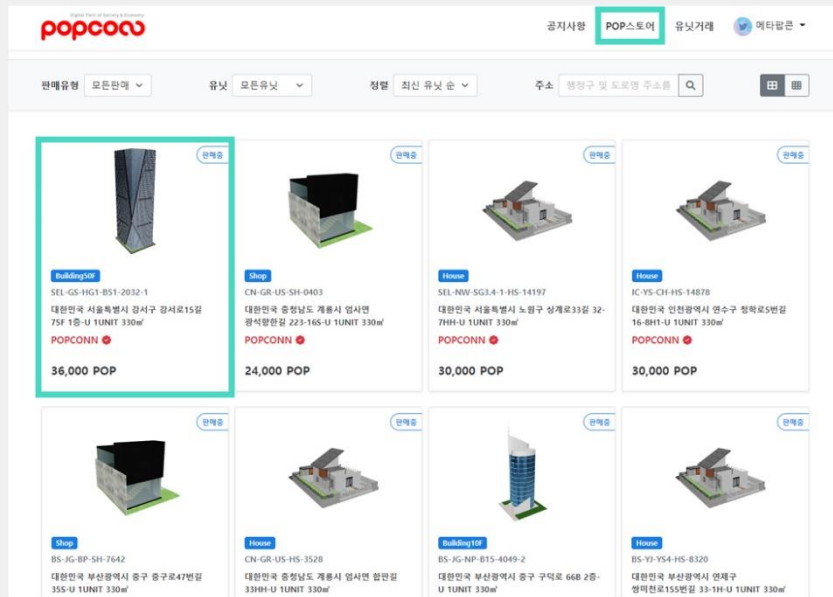 Digital Twin of Society & Economy
popcon
공지사항 POP스토어 유닛거래 메타팝콘
판매유형 모든판매 유닛 모든유닛 정렬 최신 유닛 순 주소 행정구 및 도로명 주소를
판매중
Building50F
SEL-GS-HG1-B51-2032-1
대한민국 서울특별시 강서구 강서로15길
75F 1층-U 1UNIT 330㎡
POPCONN
36,000 POP
판매중
Shop
CN-GR-US-SH-0403
대한민국 충청남도 계룡시 엄사면
광석향한길 223-16S-U 1UNIT 330㎡
POPCONN
24,000 POP
판매중
House
SEL-NW-SG3.4-1-HS-14197
대한민국 서울특별시 노원구 상계로33길 32-
7HH-U 1UNIT 330㎡
POPCONN
30,000 POP
판매중
House
IC-YS-CH-HS-14878
대한민국 인천광역시 연수구 청학로5번길
16-8H1-U 1UNIT 330㎡
POPCONN
30,000 POP
판매중
Shop
BS-JG-BP-SH-7642
대한민국 부산광역시 중구 중구로47번길
35S-U 1UNIT 330㎡
판매중
House
CN-GR-US-HS-3528
대한민국 충청남도 계룡시 엄사면 합판길
33HH-U 1UNIT 330㎡
판매중
Building10F
BS-JG-NP-B15-4049-2
대한민국 부산광역시 중구 구덕로 66B 2층-
U 1UNIT 330㎡
판매중
House
BS-YJ-YS4-HS-8320
대한민국 부산광역시 연제구
쌍미천로155번길 33-1H-U 1UNIT 330㎡